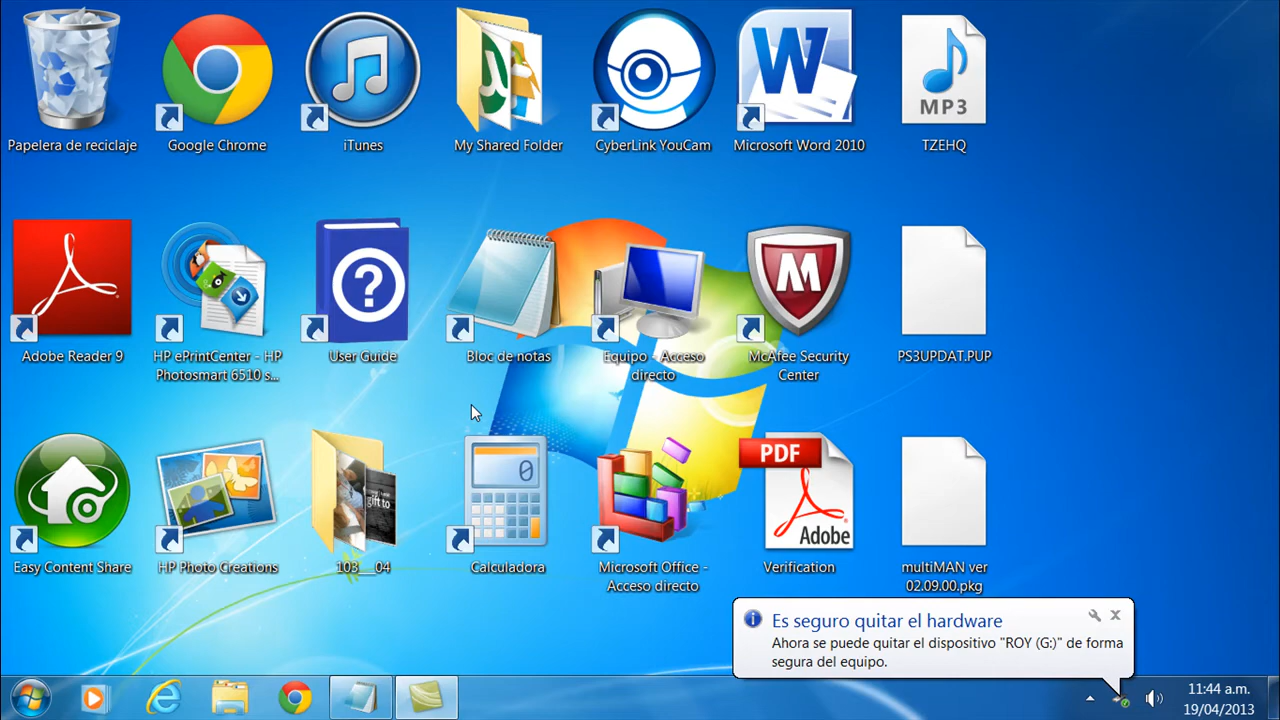 Papelera de reciclaje
Google Chrome
iTunes
My Shared Folder
CyberLink YouCam
Microsoft Word 2010
MP3
TZEHQ
Adobe Reader 9
HP ePrintCenter - HP
Photosmart 6510 s...
User Guide
Bloc de notas
Equipo - Acceso
directo
McAfee Security
Center
PS3UPDAT.PUP
Easy Content Share
HP Photo Creations
gift to
103___04
0
Calculadora
Microsoft Office -
Acceso directo
PDF
Adobe
Verification
multiMAN ver
02.09.00.pkg
Es seguro quitar el hardware
Ahora se puede quitar el dispositivo "ROY (G:)" de forma
segura del equipo.
11:44 a.m.
19/04/2013